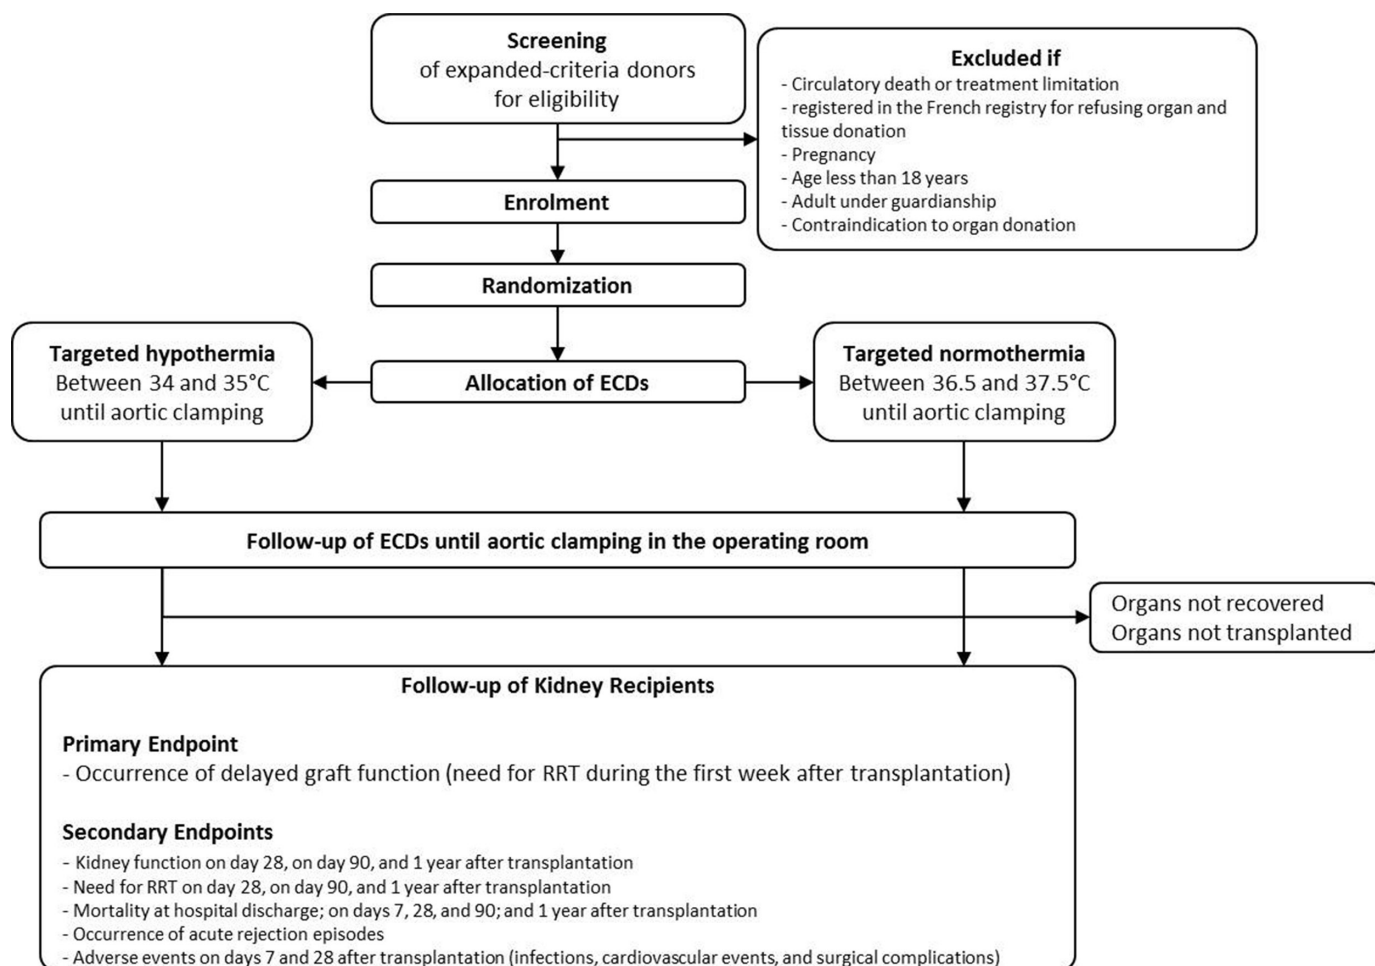 Screening
of expanded-criteria donors
for eligibility
Excluded if
- Circulatory death or treatment limitation
- registered in the French registry for refusing organ and
tissue donation
- Pregnancy
- Age less than 18 years
- Adult under guardianship
- Contraindication to organ donation
Enrolment
Randomization
Targeted hypothermia
Between 34 and 35°C
until aortic clamping
Allocation of ECDs
Targeted normothermia
Between 36.5 and 37.5°C
until aortic clamping
Follow-up of ECDs until aortic clamping in the operating room
Organs not recovered
Organs not transplanted
Follow-up of Kidney Recipients
Primary Endpoint
- Occurrence of delayed graft function (need for RRT during the first week after transplantation)
Secondary Endpoints
- Kidney function on day 28, on day 90, and 1 year after transplantation
- Need for RRT on day 28, on day 90, and 1 year after transplantation
- Mortality at hospital discharge; on days 7, 28, and 90; and 1 year after transplantation
- Occurrence of acute rejection episodes
- Adverse events on days 7 and 28 after transplantation (infections, cardiovascular events, and surgical complications)